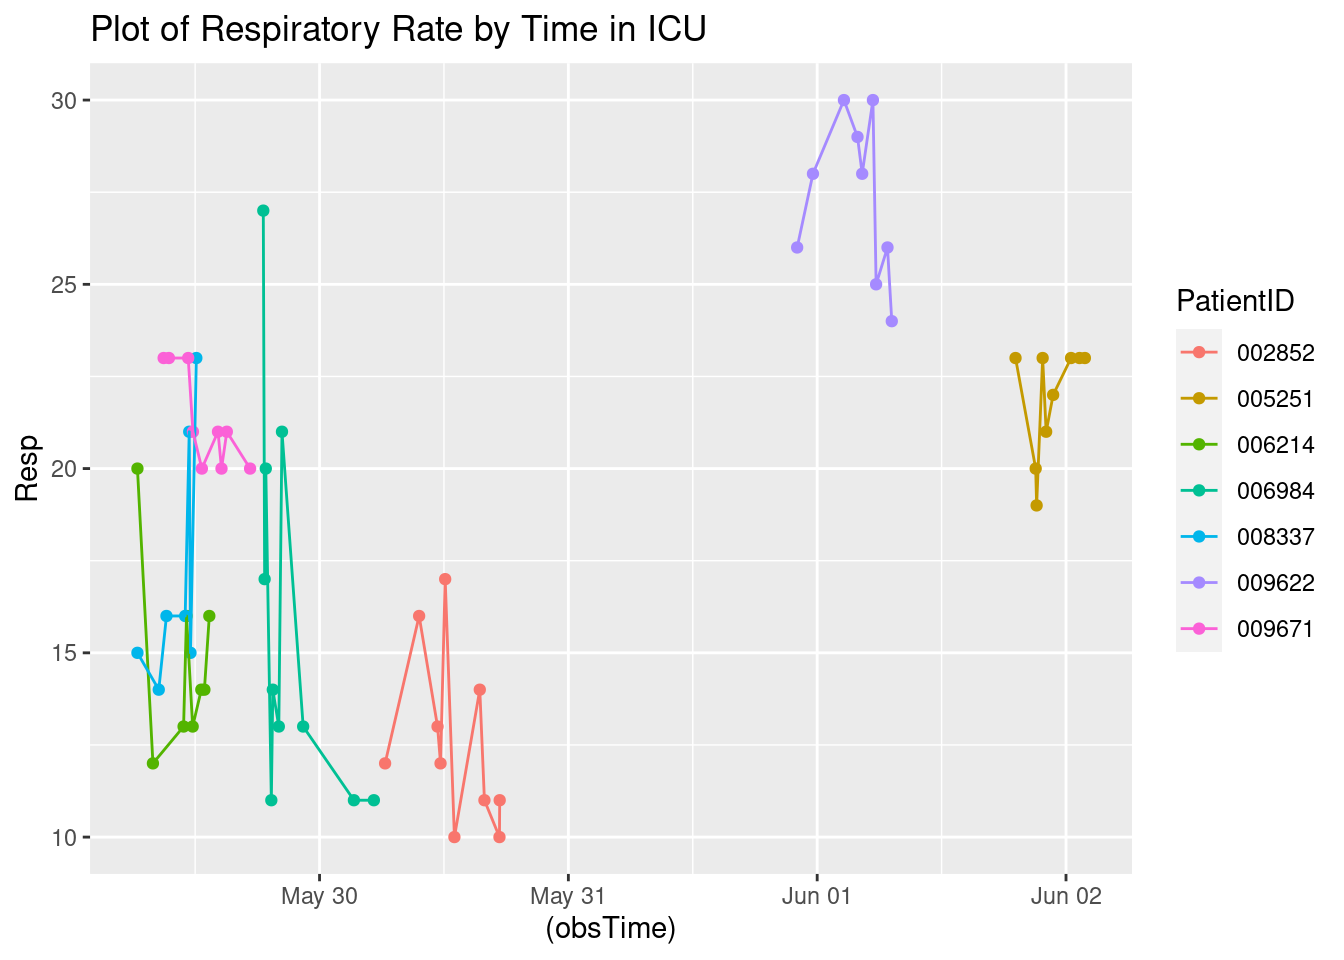 Plot of Respiratory Rate by Time in ICU
30
25
20
15
10
Resp
May 30
May 31
Jun 01
Jun 02
(obsTime)
PatientID
002852
005251
006214
006984
008337
009622
009671